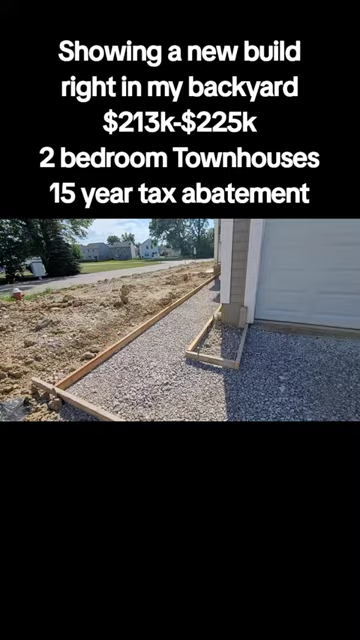 Showing a new build
right in my backyard
$213k-$225k
2 bedroom Townhouses
15 year tax abatement